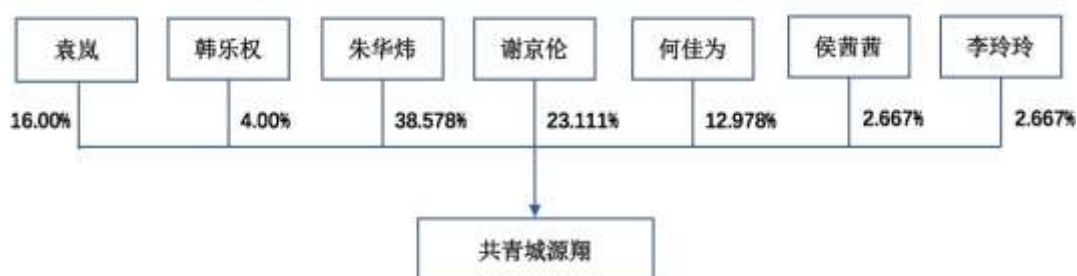 袁岚 韩乐权 朱华炜 谢京伦 何佳为 侯茜茜 李玲玲
16.00% 4.00% 38.578% 23.111% 12.978% 2.667% 2.667%
共青城源翔